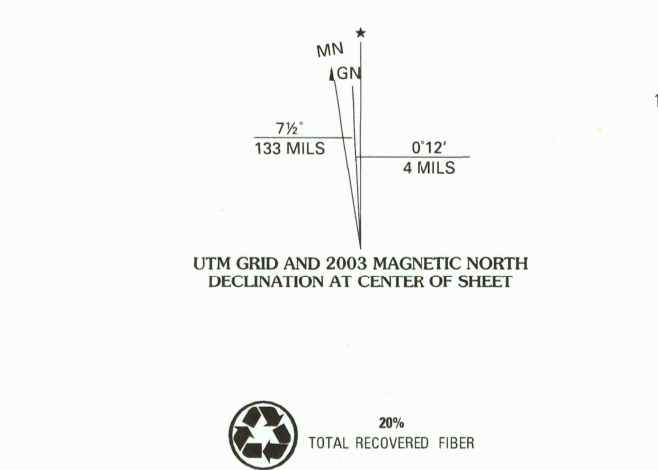 ★
MN
GN
7½°
133 MILS
0°12′
4 MILS
UTM GRID AND 2003 MAGNETIC NORTH
DECLINATION AT CENTER OF SHEET
20%
TOTAL RECOVERED FIBER